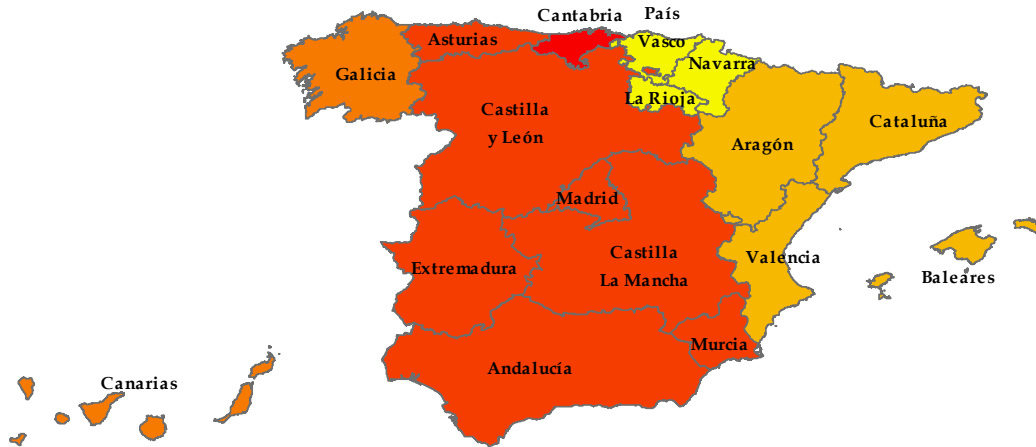 Cantabria
País
Vasco
Asturias
Navarra
Galicia
La Rioja
Castilla
y León
Cataluña
Aragón
Madrid
Castilla
La Mancha
Valencia
Extremadura
Baleáres
Murcia
Andalucía
Canarias